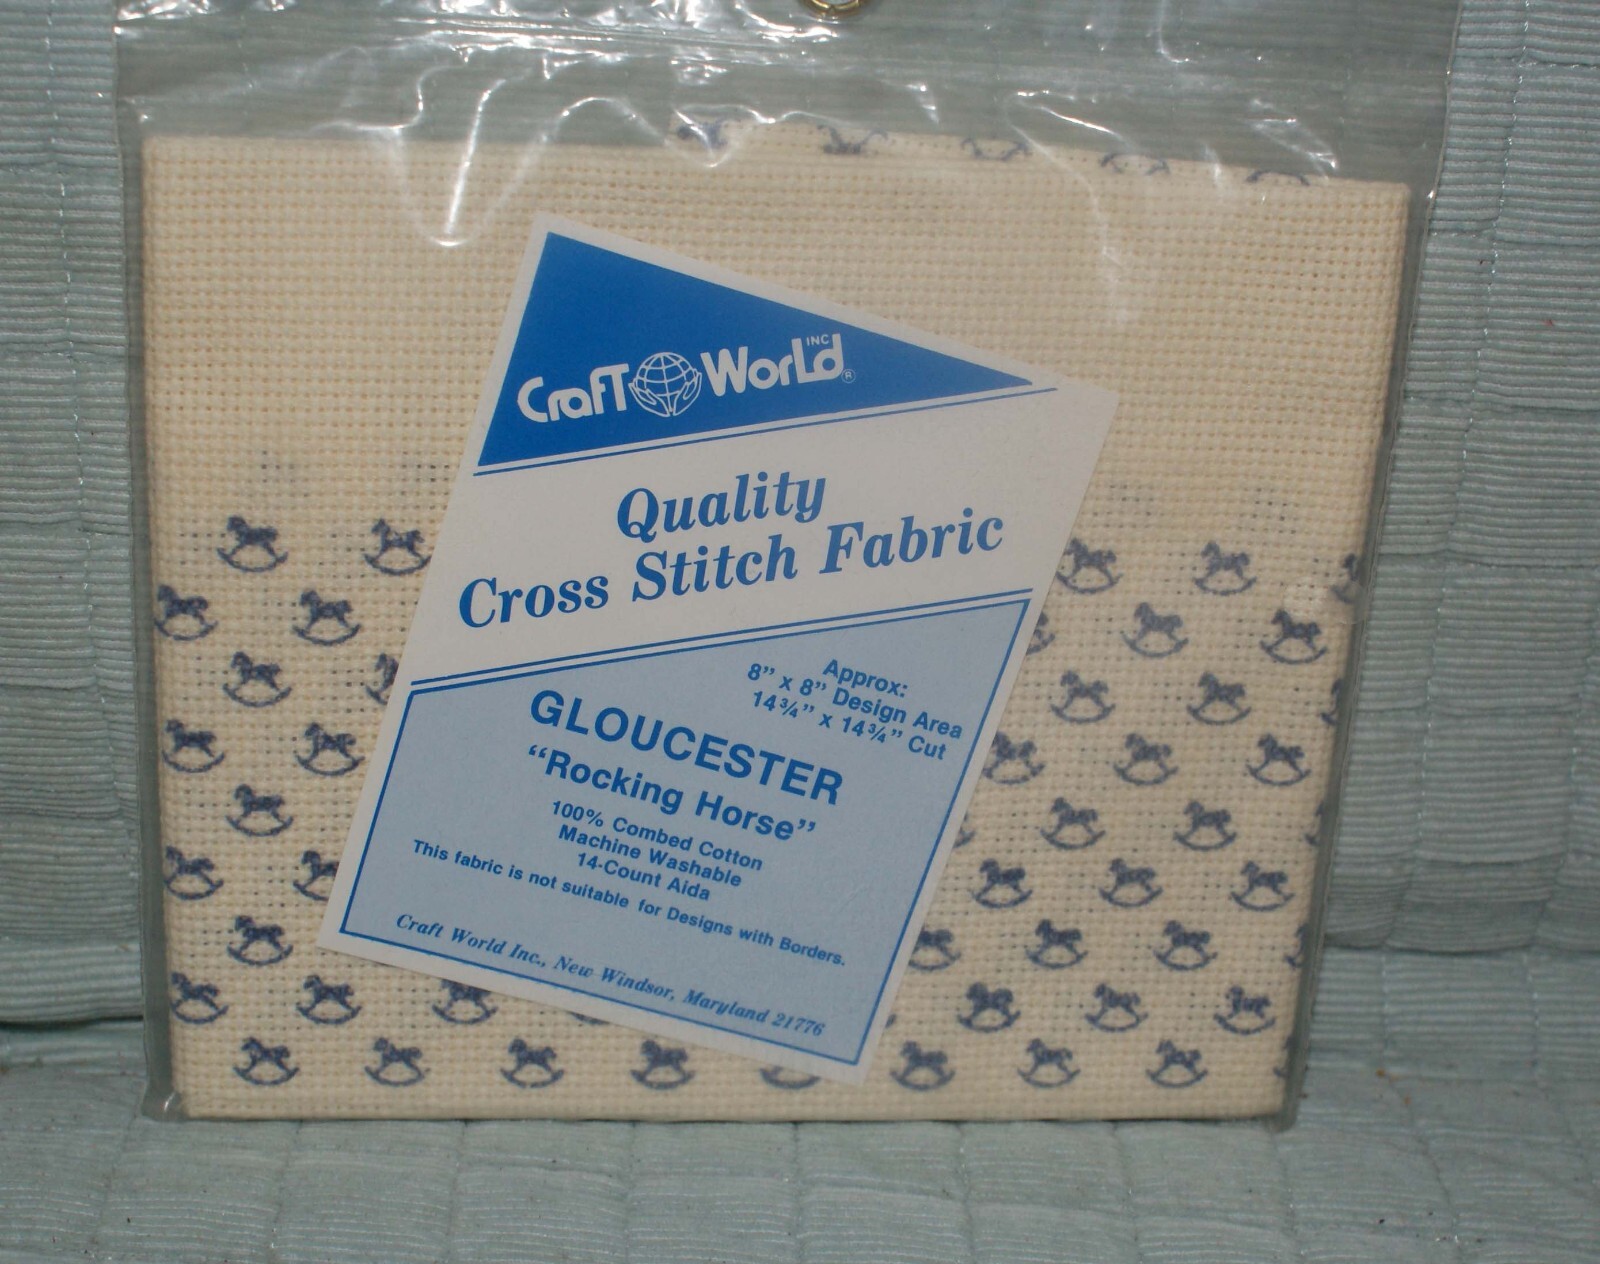 Craft World INC ®
Quality
Cross Stitch Fabric
Approx:
8” x 8” Design Area
14¾” x 14¾” Cut
GLOUCESTER
“Rocking Horse”
100% Combed Cotton
Machine Washable
14-Count Aida
This fabric is not suitable for Designs with Borders.
Craft World Inc., New Windsor, Maryland 21776